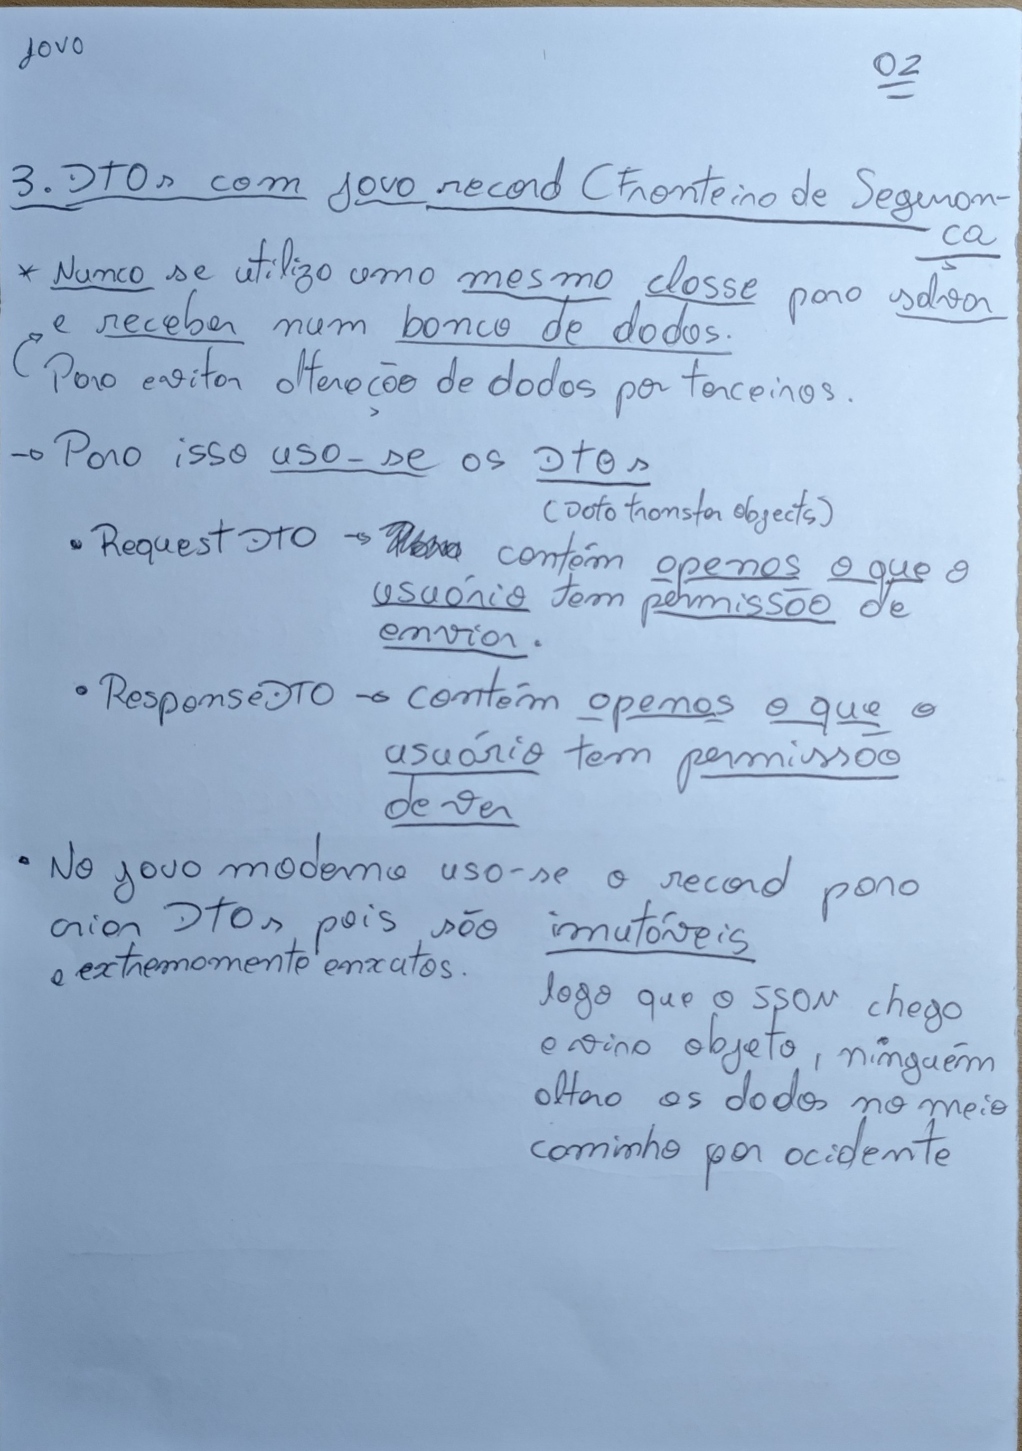 Java
02
3. DTOs com Java record (Fronteira de Seguran-
ça
* Nunca se utiliza uma mesma classe para salvar
e receber num banco de dados.
Para evitar alteração de dados por terceiros.
→ Para isso usa-se os DTOs
(Data transfer objects)
• Request DTO → contém apenas o que o
usuário tem permissão de
enviar.
• ResponseDTO → contém apenas o que o
usuário tem permissão
de ver
• No java moderno usa-se o record para
criar DTOs pois são imutáveis
e extremamente enxutos.
logo que o JSON chega
e vira objeto, ninguém
altera os dados no meio
caminho por acidente